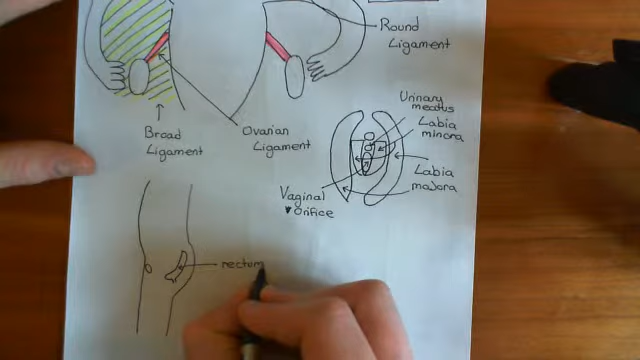 Round
Ligament
Broad
Ligament
Ovarian
Ligament
Urinary
meatus
Labia
minora
Labia
majora
Vaginal
Orifice
rectum